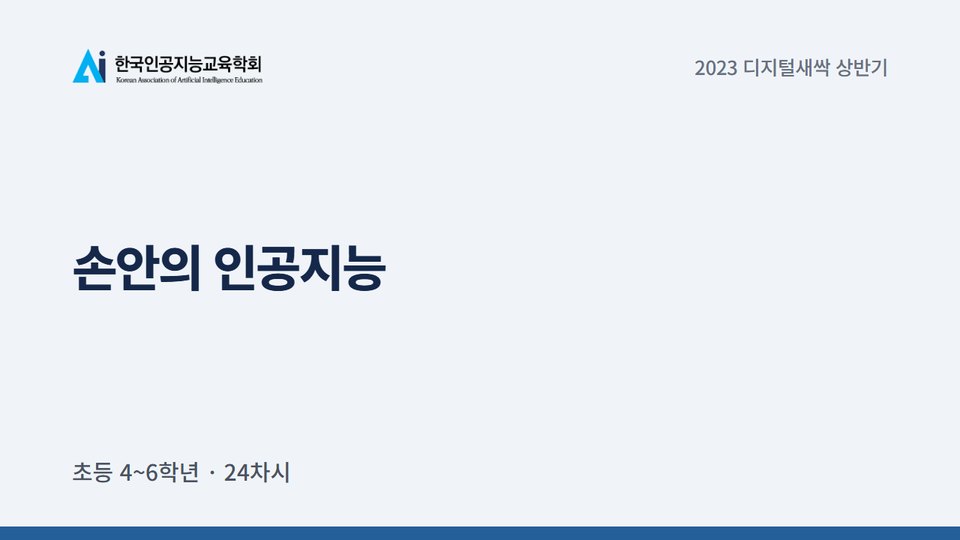 Ai 한국인공지능교육학회
Korean Association of Artificial Intelligence Education
2023 디지털새싹 상반기
손안의 인공지능
초등 4~6학년 · 24차시